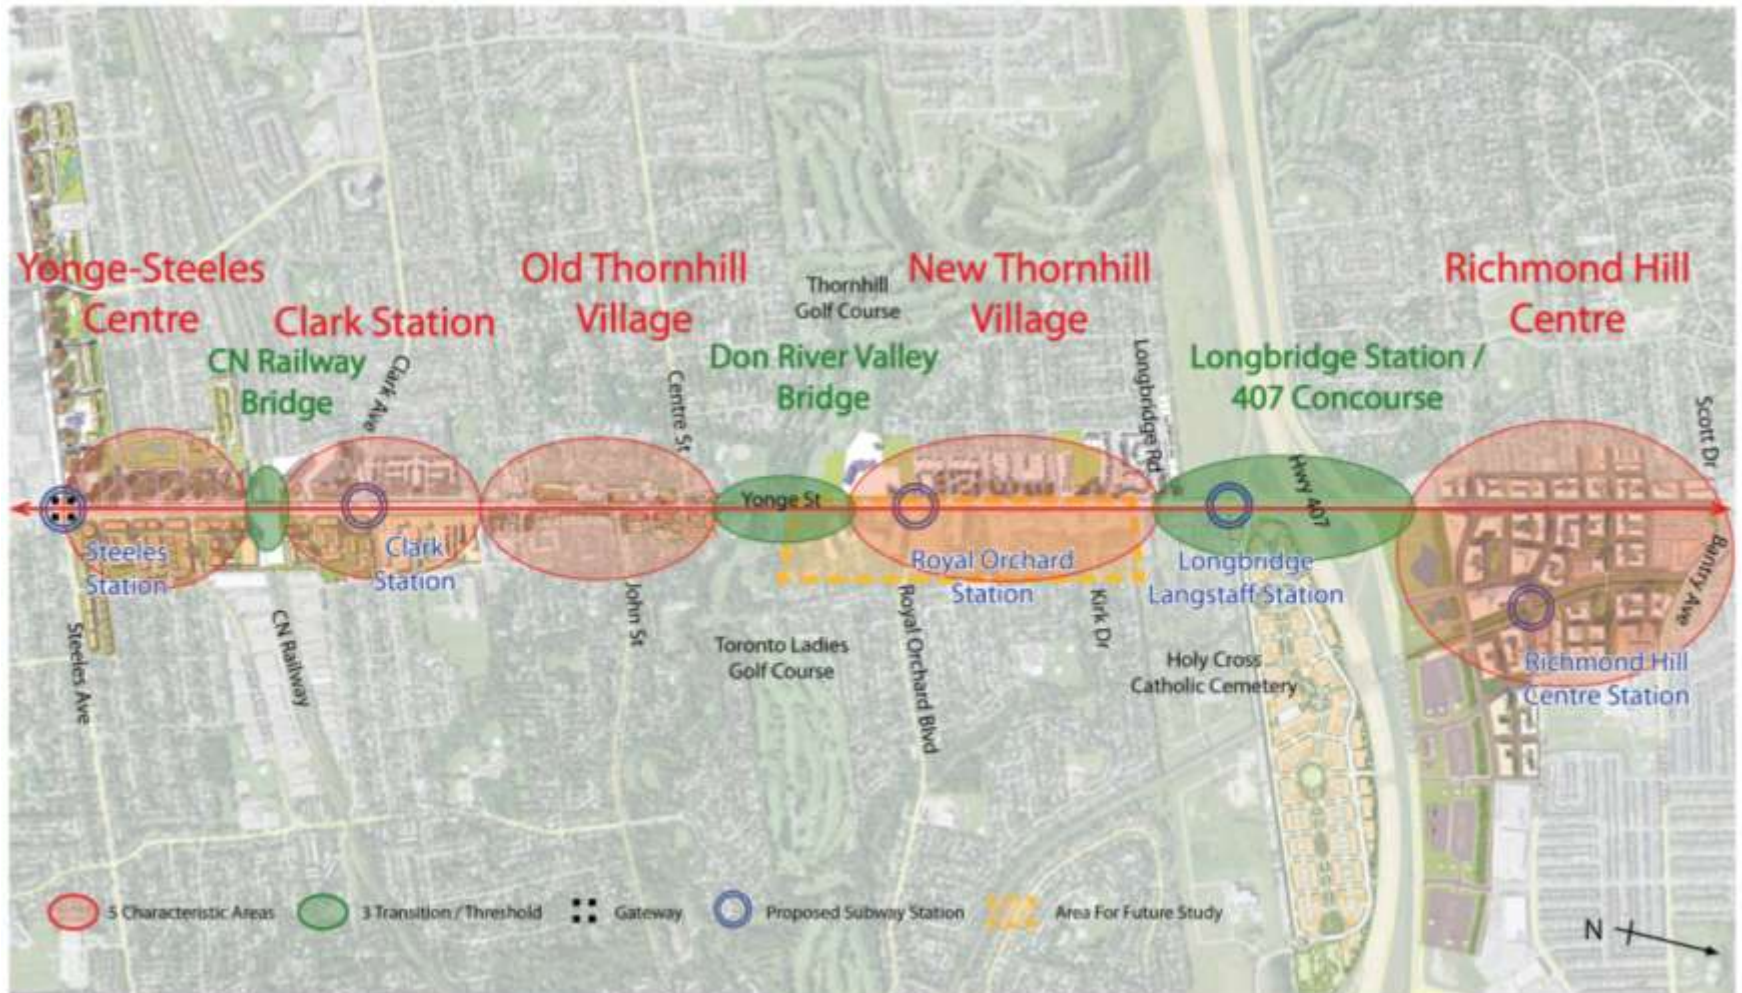 Yonge-Steeles
Centre
Clark Station
Old Thornhill
Village
New Thornhill
Village
Richmond Hill
Centre
CN Railway
Bridge
Don River Valley
Bridge
Longbridge Station /
407 Concourse
Thornhill
Golf Course
Clark Ave
Centre St
Longbridge Rd
Scott Dr
Hwy 407
Yonge St
Steeles
Station
Clark
Station
Royal Orchard
Station
Longbridge
Langstaff Station
Richmond Hill
Centre Station
Bantry Ave
Steeles Ave
CN Railway
John St
Royal Orchard Blvd
Kirk Dr
Toronto Ladies
Golf Course
Holy Cross
Catholic Cemetery
5 Characteristic Areas
3 Transition / Threshold
Gateway
Proposed Subway Station
Area For Future Study
N